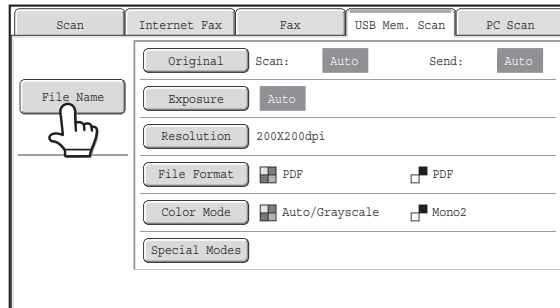 Scan Internet Fax Fax USB Mem. Scan PC Scan
Original Scan: Auto Send: Auto
File Name
Exposure Auto
Resolution 200X200dpi
File Format PDF PDF
Color Mode Auto/Grayscale Mono2
Special Modes